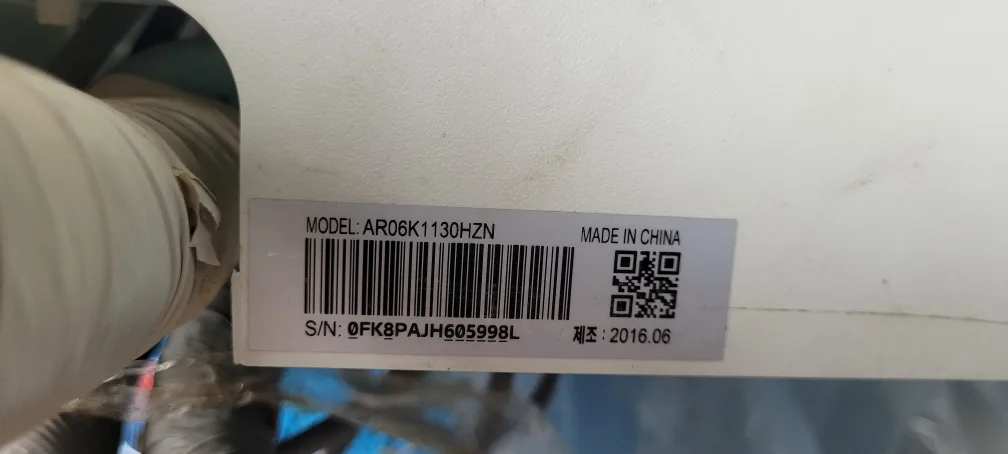 MODEL: AR06K1130HZN
MADE IN CHINA
S/N: 0FK8PAJH605998L
제조 : 2016.06